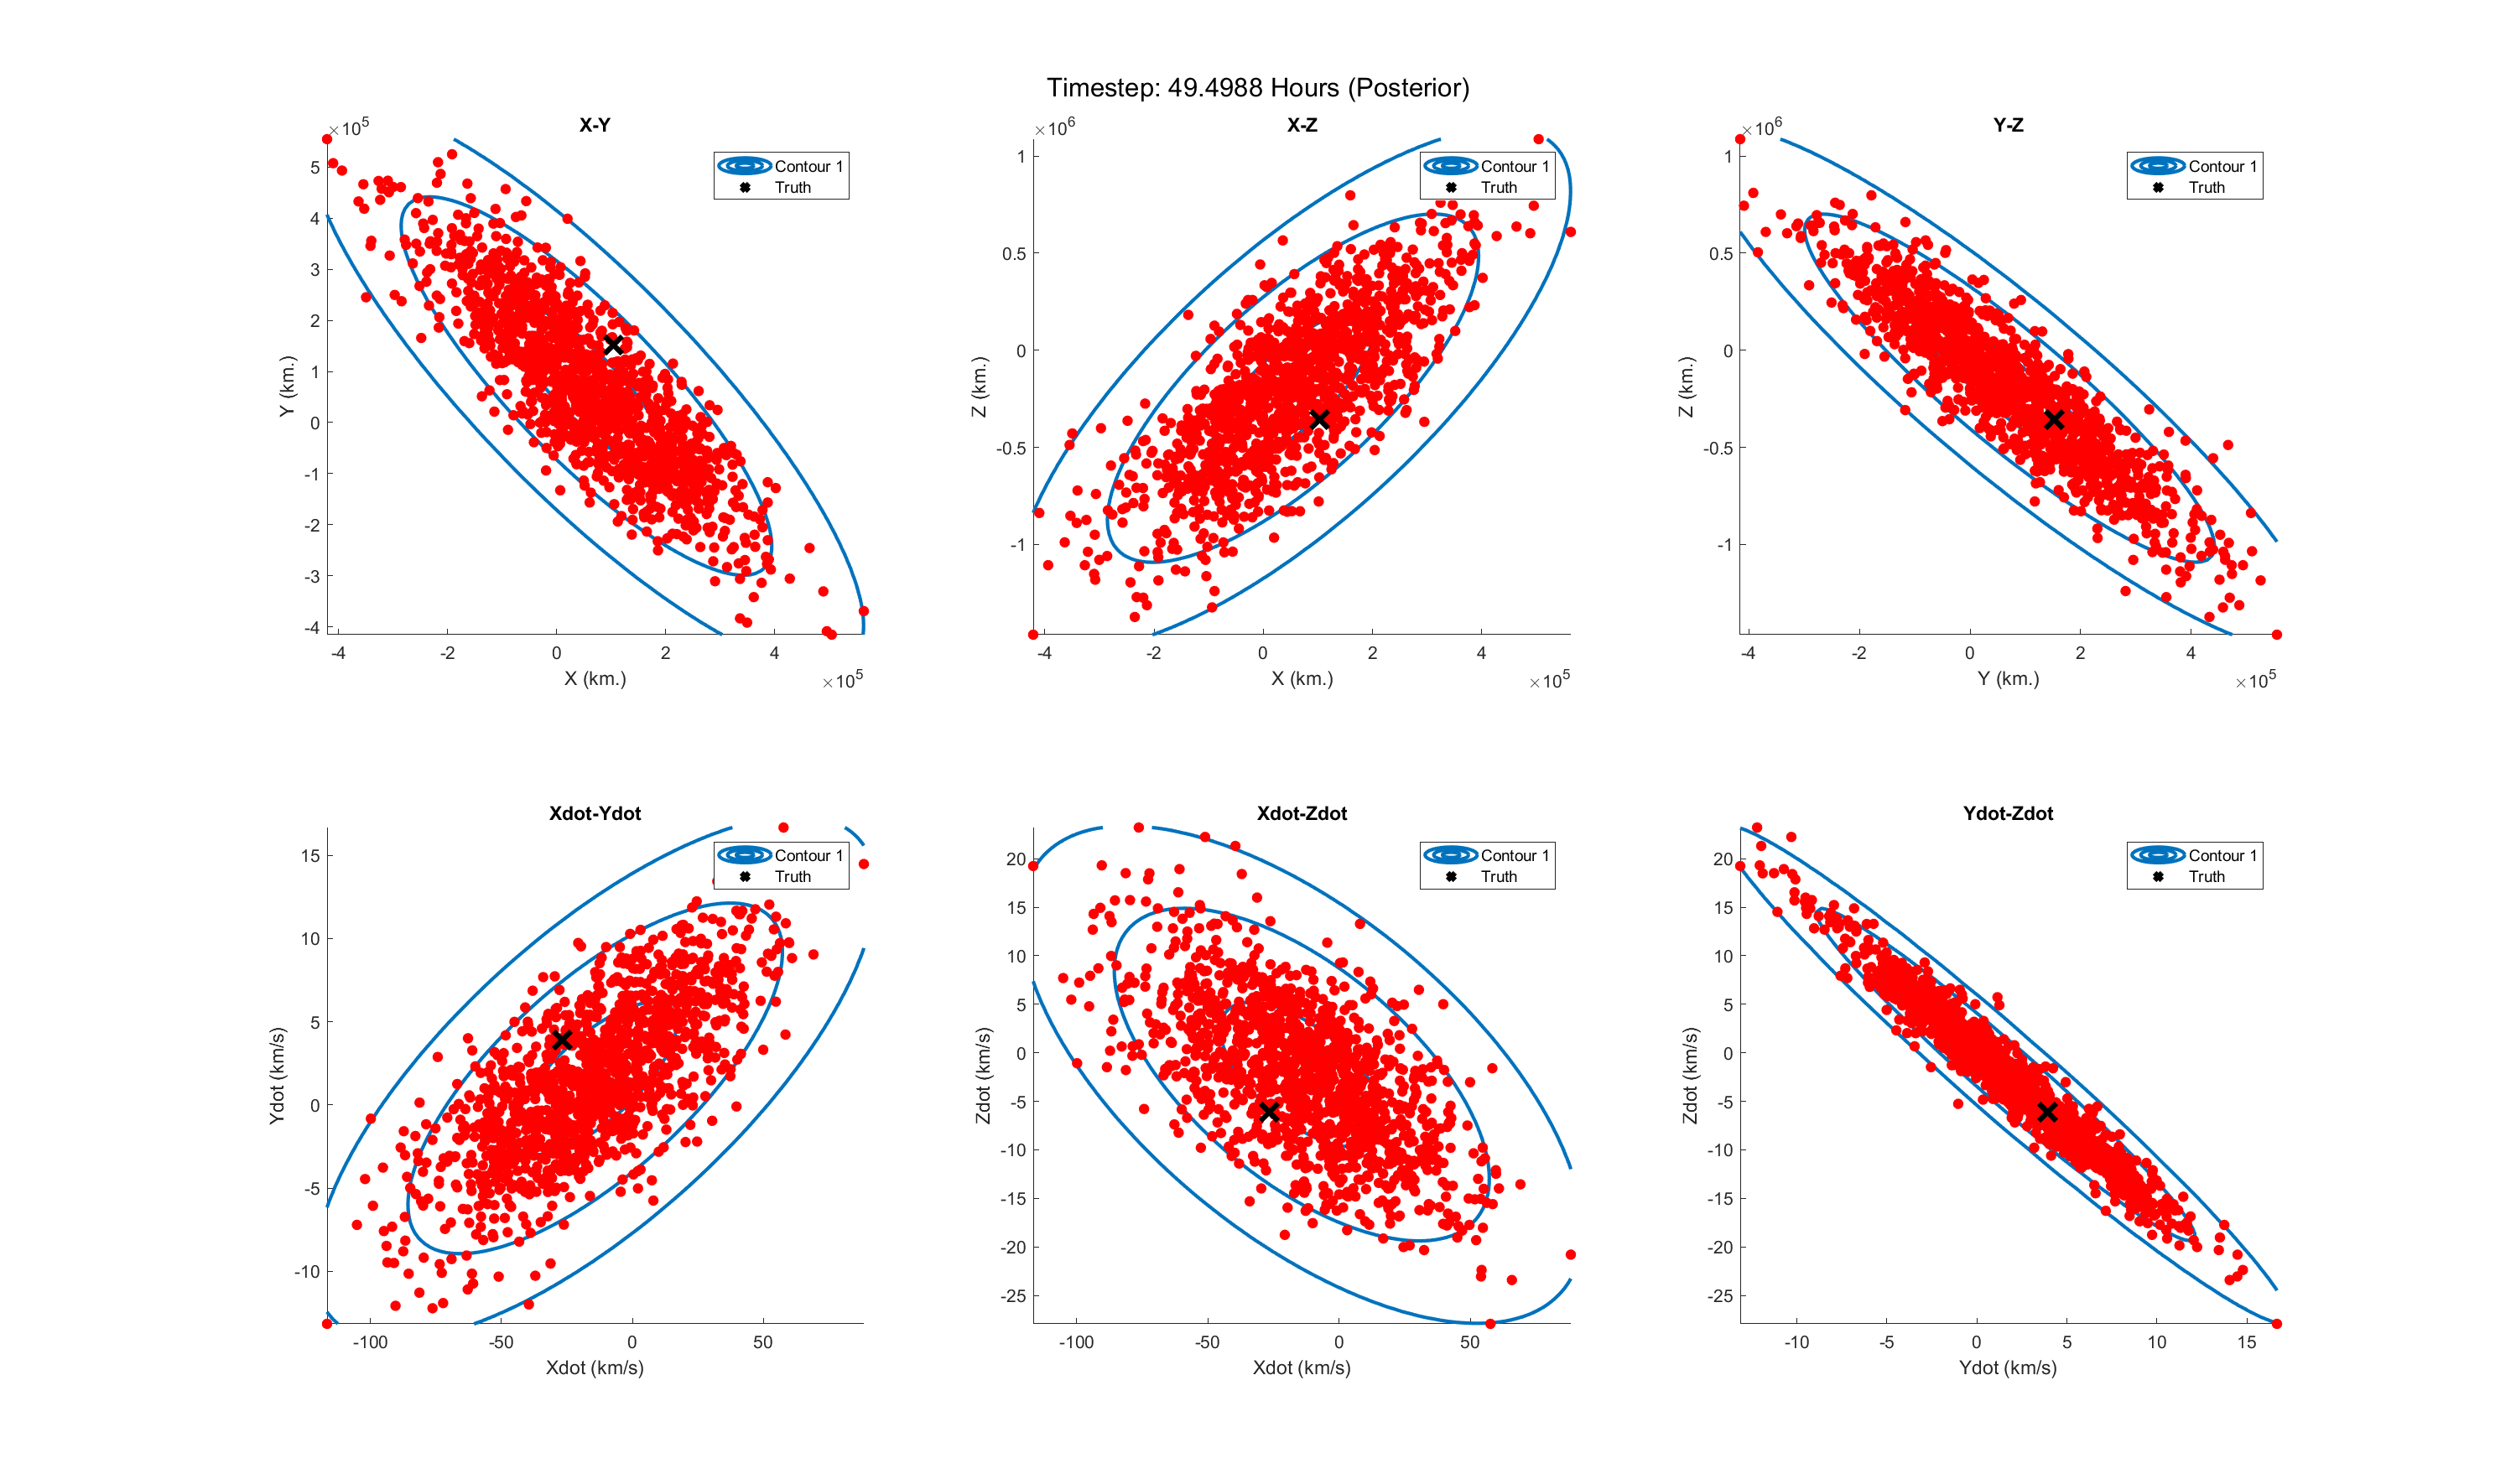 Timestep: 49.4988 Hours (Posterior)
X-Y
×10^5
5
4
3
2
1
0
-1
-2
-3
-4
Y (km.)
-4 -2 0 2 4
X (km.)
×10^5
Contour 1
Truth
X-Z
×10^6
1
0.5
0
-0.5
-1
Z (km.)
-4 -2 0 2 4
X (km.)
×10^5
Contour 1
Truth
Y-Z
×10^6
1
0.5
0
-0.5
-1
Z (km.)
-4 -2 0 2 4
Y (km.)
×10^5
Contour 1
Truth
Xdot-Ydot
15
10
5
0
-5
-10
Ydot (km/s)
-100 -50 0 50
Xdot (km/s)
Contour 1
Truth
Xdot-Zdot
20
15
10
5
0
-5
-10
-15
-20
-25
Zdot (km/s)
-100 -50 0 50
Xdot (km/s)
Contour 1
Truth
Ydot-Zdot
20
15
10
5
0
-5
-10
-15
-20
-25
Zdot (km/s)
-10 -5 0 5 10 15
Ydot (km/s)
Contour 1
Truth